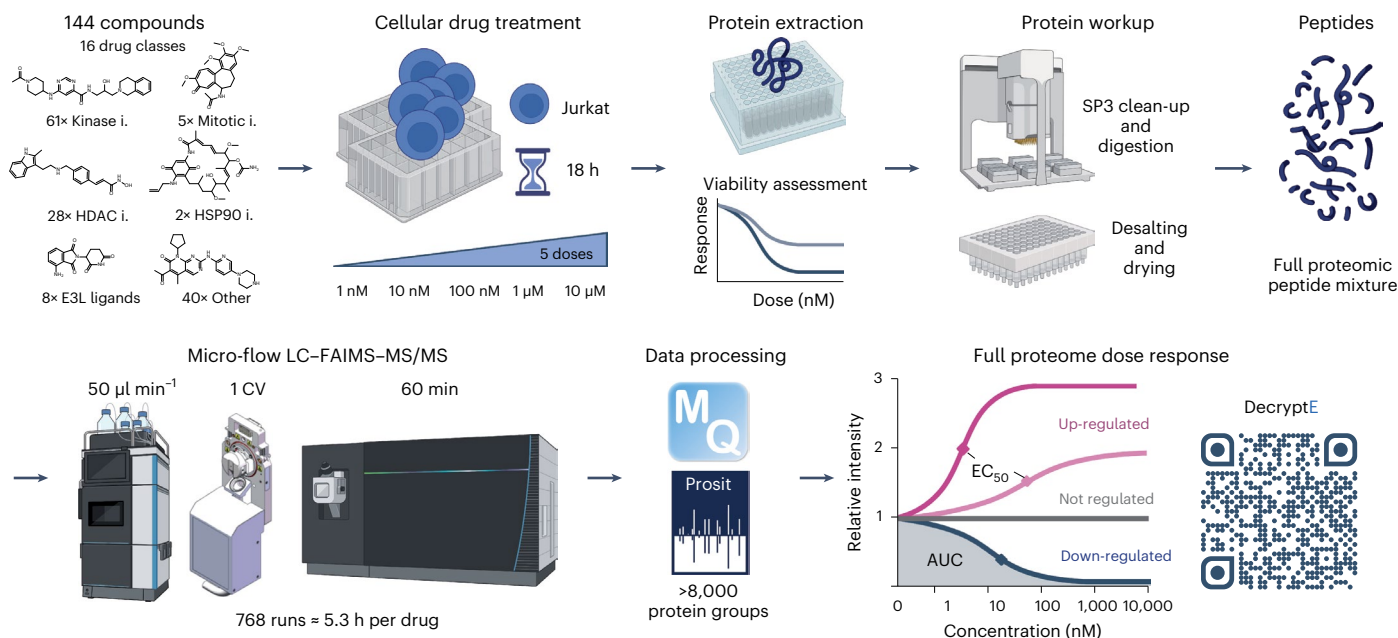 144 compounds
16 drug classes
61× Kinase i.
5× Mitotic i.
28× HDAC i.
2× HSP90 i.
8× E3L ligands
40× Other
Cellular drug treatment
Jurkat
18 h
5 doses
1 nM 10 nM 100 nM 1 µM 10 µM
Protein extraction
Viability assessment
Response
Dose (nM)
Protein workup
SP3 clean-up
and
digestion
Desalting
and
drying
Peptides
Full proteomic
peptide mixture
Micro-flow LC–FAIMS–MS/MS
50 µl min⁻¹
1 CV
60 min
768 runs ≈ 5.3 h per drug
Data processing
M
Q
Prosit
>8,000
protein groups
Full proteome dose response
Relative intensity
3
2
1
Up-regulated
EC₅₀
Not regulated
Down-regulated
AUC
0 1 10 100 1,000 10,000
Concentration (nM)
DecryptE